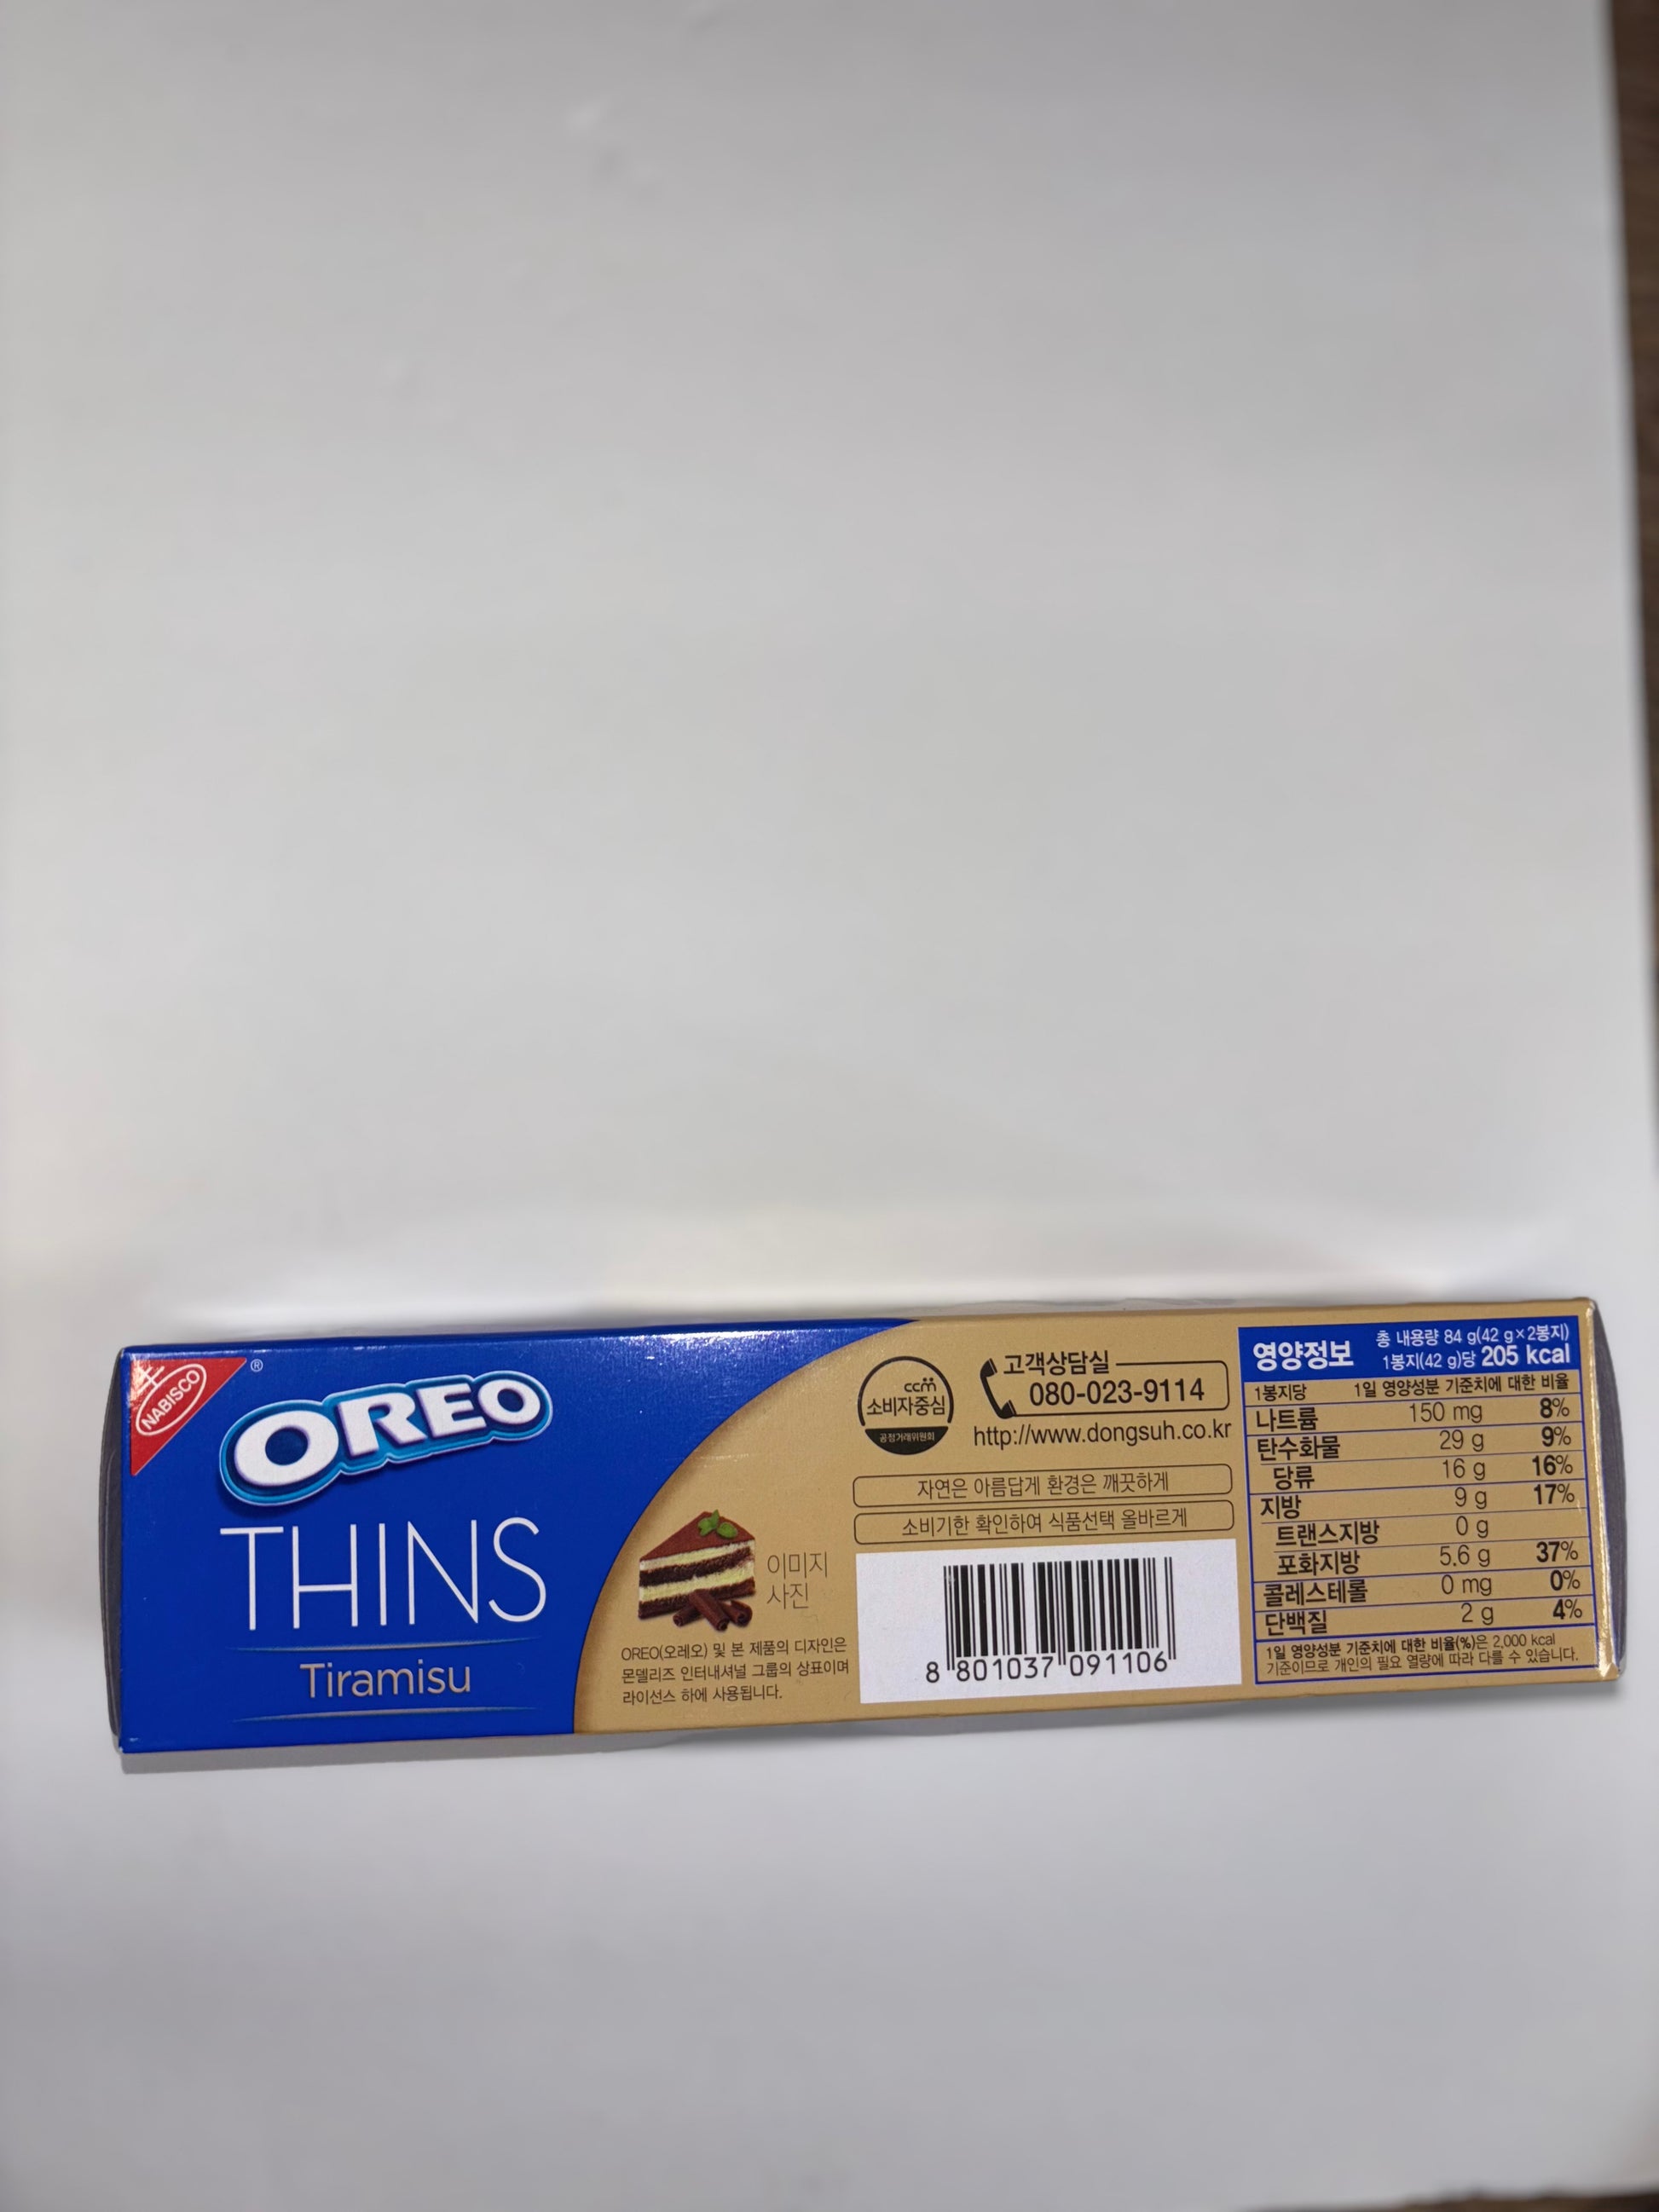 NABISCO
®
OREO
THINS
Tiramisu
이미지
사진
OREO(오레오) 및 본 제품의 디자인은
몬델리즈 인터내셔널 그룹의 상표이며
라이선스 하에 사용됩니다.
ccm
소비자중심
공정거래위원회
고객상담실
080-023-9114
http://www.dongsuh.co.kr
자연은 아름답게 환경은 깨끗하게
소비기한 확인하여 식품선택 올바르게
8 801037 091106
영양정보
총 내용량 84 g(42 g×2봉지)
1봉지(42 g)당 205 kcal
1봉지당 1일 영양성분 기준치에 대한 비율
나트륨 150 mg 8%
탄수화물 29 g 9%
당류 16 g 16%
지방 9 g 17%
트랜스지방 0 g
포화지방 5.6 g 37%
콜레스테롤 0 mg 0%
단백질 2 g 4%
1일 영양성분 기준치에 대한 비율(%)은 2,000 kcal
기준이므로 개인의 필요 열량에 따라 다를 수 있습니다.